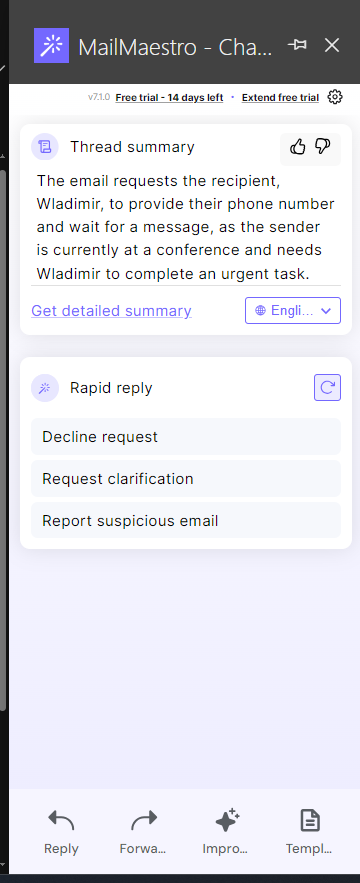 MailMaestro - Cha...
v7.1.0 Free trial - 14 days left • Extend free trial
Thread summary
The email requests the recipient,
Wladimir, to provide their phone number
and wait for a message, as the sender
is currently at a conference and needs
Wladimir to complete an urgent task.
Get detailed summary Engli...
Rapid reply
Decline request
Request clarification
Report suspicious email
Reply Forwa... Impro... Templ...